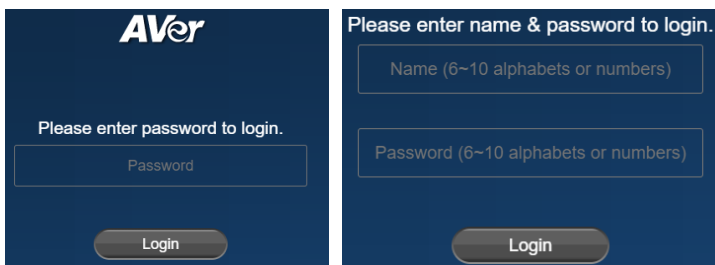 AVer
Please enter password to login.
Password
Login
Please enter name & password to login.
Name (6~10 alphabets or numbers)
Password (6~10 alphabets or numbers)
Login